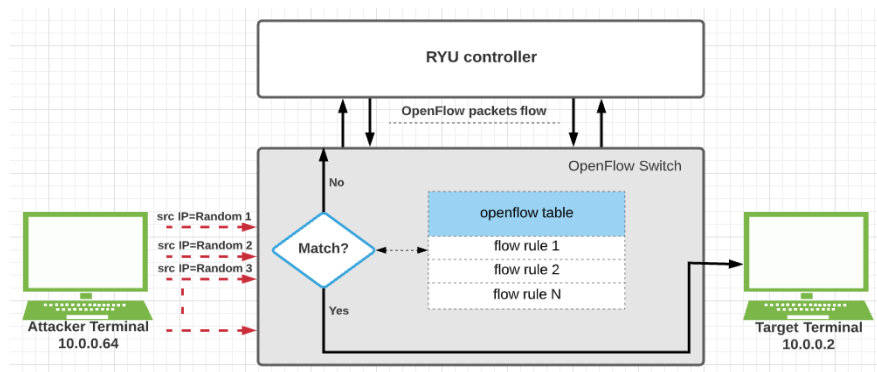 RYU controller
OpenFlow packets flow
OpenFlow Switch
No
src IP=Random 1
src IP=Random 2
src IP=Random 3
Match?
openflow table
flow rule 1
flow rule 2
flow rule N
Yes
Attacker Terminal
10.0.0.64
Target Terminal
10.0.0.2